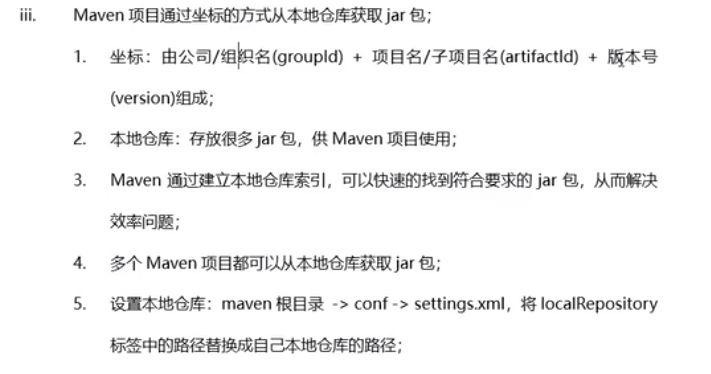 iii. Maven 项目通过坐标的方式从本地仓库获取 jar 包；
1. 坐标：由公司/组织名(groupId) + 项目名/子项目名(artifactId) + 版本号
(version)组成；
2. 本地仓库：存放很多 jar 包，供 Maven 项目使用；
3. Maven 通过建立本地仓库索引，可以快速的找到符合要求的 jar 包，从而解决
效率问题；
4. 多个 Maven 项目都可以从本地仓库获取 jar 包；
5. 设置本地仓库：maven 根目录 -> conf -> settings.xml，将 localRepository
标签中的路径替换成自己本地仓库的路径；